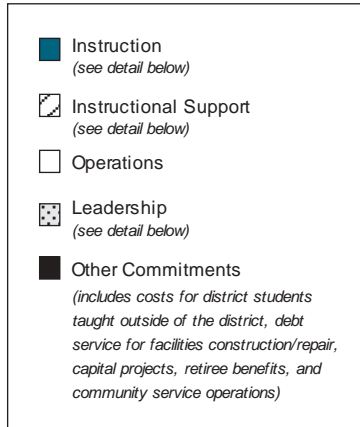 Instruction
(see detail below)
Instructional Support
(see detail below)
Operations
Leadership
(see detail below)
Other Commitments
(includes costs for district students
taught outside of the district, debt
service for facilities construction/repair,
capital projects, retiree benefits, and
community service operations)